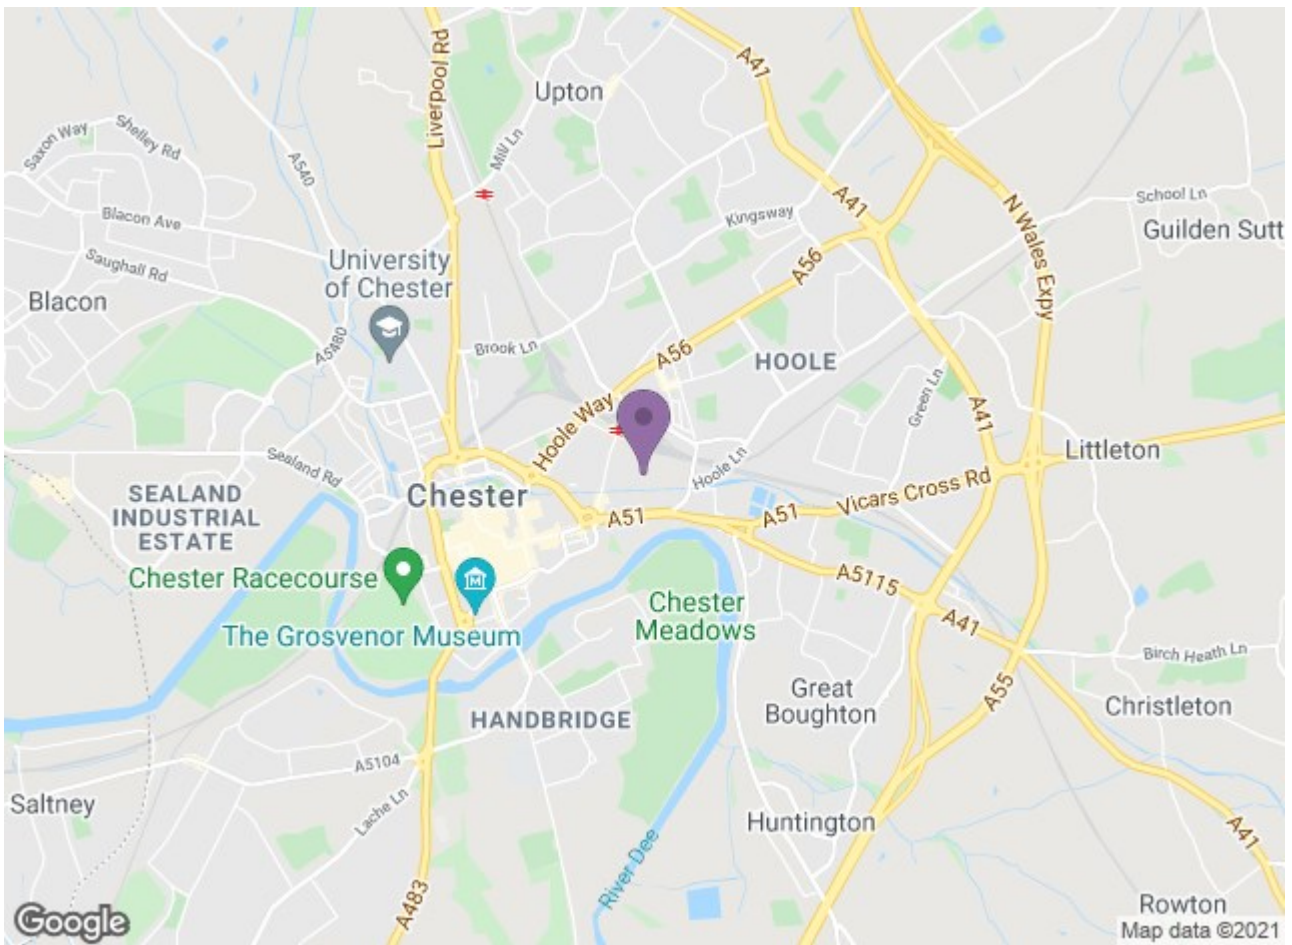 Liverpool Rd
A41
Upton
Saxon Way
Shelley Rd
Mill Ln
A540
Blacon Ave
Kingsway
A41
N Wales Expy
School Ln
Guilden Sutt
Saughall Rd
University
of Chester
A56
Blacon
A5480
Brook Ln
A56
HOOLE
Green Ln
A41
Hoole Way
Sealand Rd
Hoole Ln
Littleton
SEALAND
INDUSTRIAL
ESTATE
Chester
A51
A51
Vicars Cross Rd
Chester Racecourse
A5115
Chester
Meadows
The Grosvenor Museum
A41
Birch Heath Ln
Great
Boughton
A55
Christleton
HANDBRIDGE
A5104
Saltney
Lache Ln
Huntington
A41
River Dee
A483
Rowton
Google
Map data ©2021